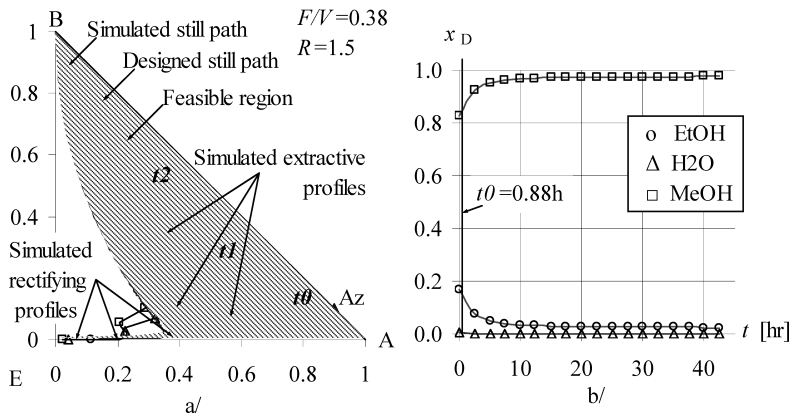 B
F/V=0.38
R=1.5
Simulated still path
Designed still path
Feasible region
Simulated extractive
profiles
Simulated
rectifying
profiles
t2
t1
t0
Az
A
E
1
0.8
0.6
0.4
0
0 0.2 0.4 0.6 0.8 1
a/
x D
1.0
0.8
0.6
0.4
0.2
0.0
EtOH
H2O
MeOH
t0=0.88h
t [hr]
0 10 20 30 40
b/